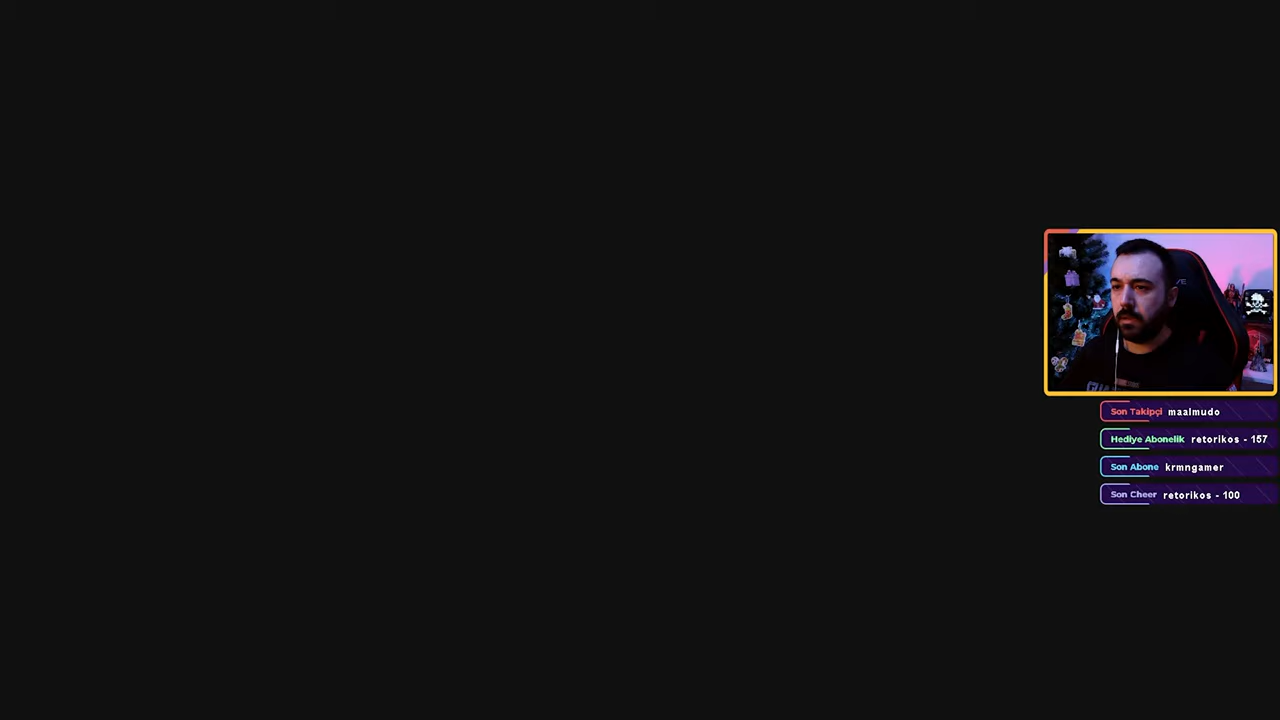 Son Takipçi maalmudo
Hediye Abonelik retorikos - 157
Son Abone krmngamer
Son Cheer retorikos - 100